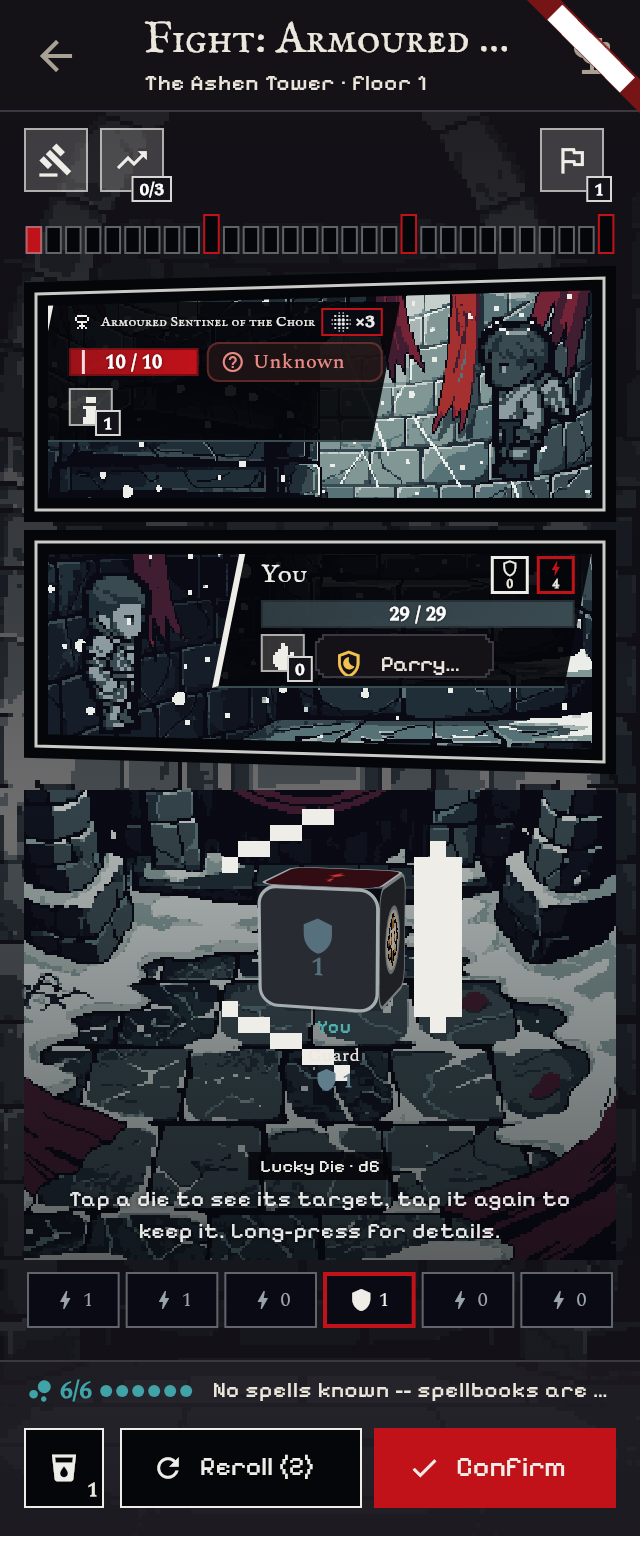 Fight: Armoured ...
The Ashen Tower · Floor 1
0/3
1
Armoured Sentinel of the Choir
×3
10 / 10
Unknown
1
You
0
4
29 / 29
0
Parry...
1
You
1
Lucky Die · d6
Tap a die to see its target, tap it again to
keep it. Long-press for details.
1
1
0
1
0
0
6/6
No spells known -- spellbooks are ...
1
Reroll (2)
Confirm